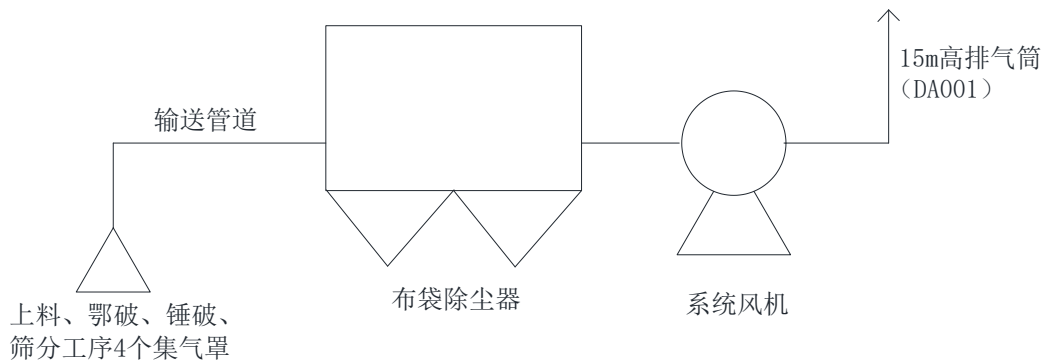 15m高排气筒
（DA001）
输送管道
布袋除尘器
系统风机
上料、鄂破、锤破、
筛分工序4个集气罩